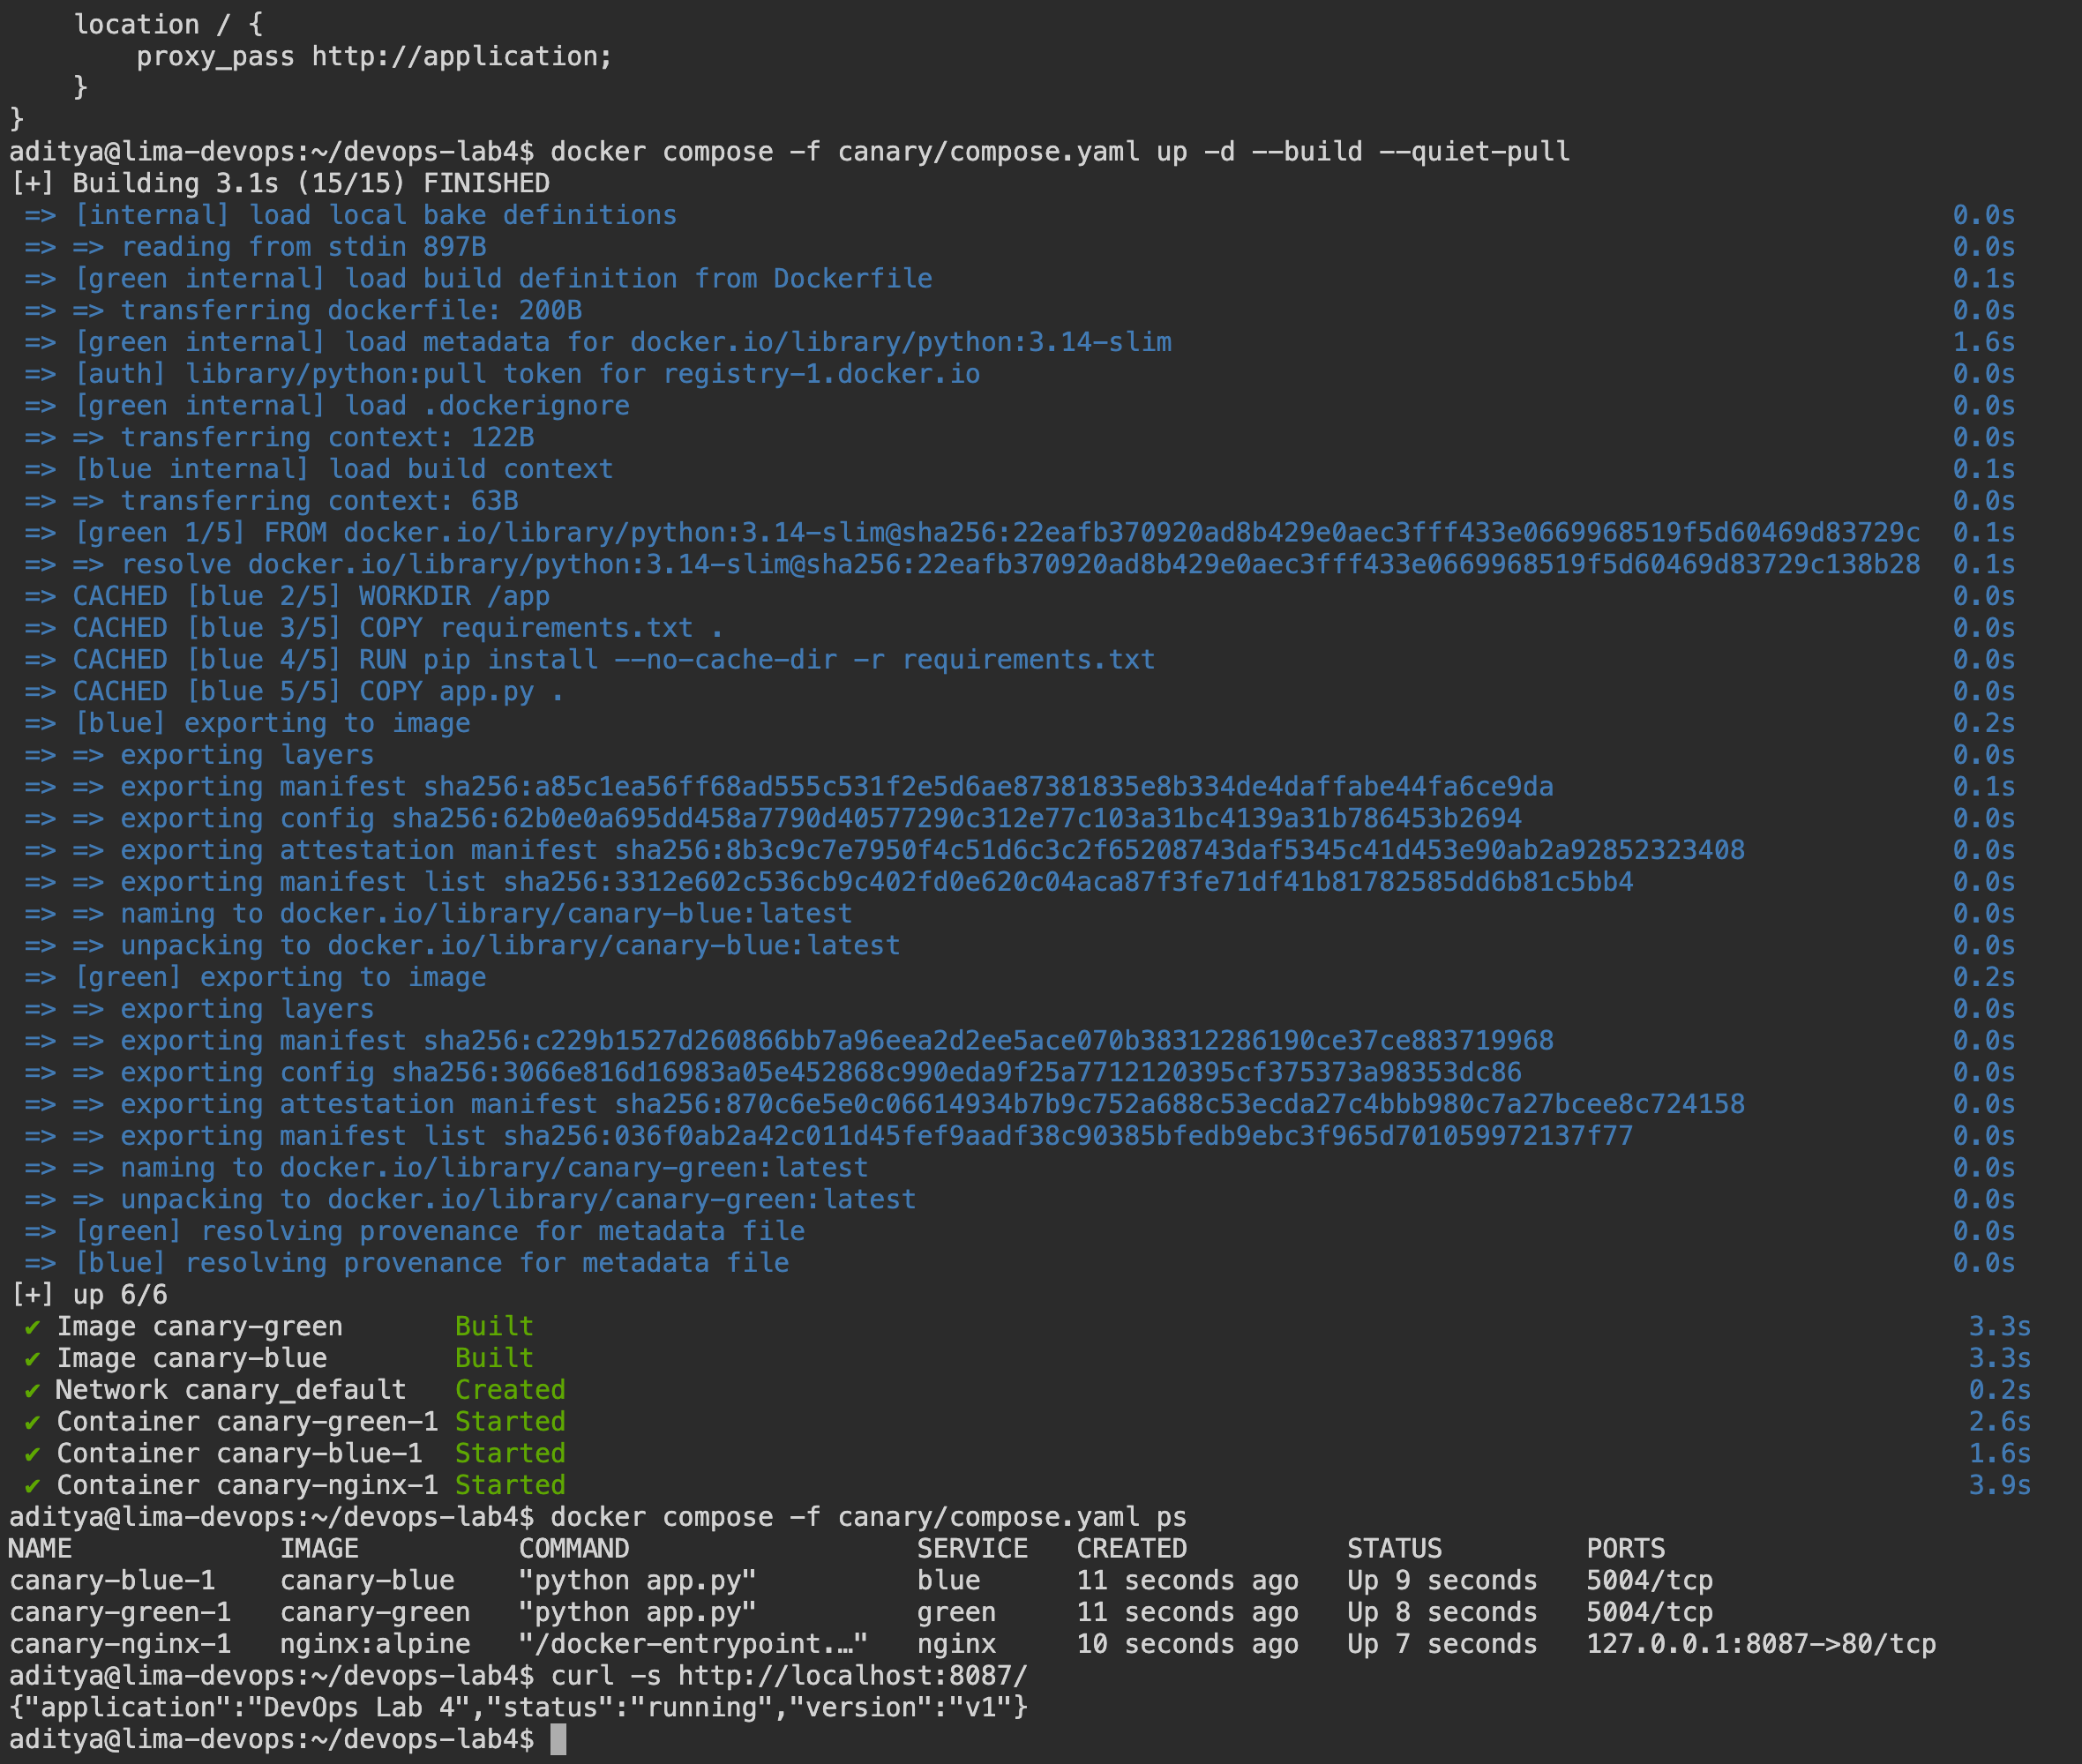 location / {
        proxy_pass http://application;
    }
}
aditya@lima-devops:~/devops-lab4$ docker compose -f canary/compose.yaml up -d --build --quiet-pull
[+] Building 3.1s (15/15) FINISHED
 => [internal] load local bake definitions 0.0s
 => => reading from stdin 897B 0.0s
 => [green internal] load build definition from Dockerfile 0.1s
 => => transferring dockerfile: 200B 0.0s
 => [green internal] load metadata for docker.io/library/python:3.14-slim 1.6s
 => [auth] library/python:pull token for registry-1.docker.io 0.0s
 => [green internal] load .dockerignore 0.0s
 => => transferring context: 122B 0.0s
 => [blue internal] load build context 0.1s
 => => transferring context: 63B 0.0s
 => [green 1/5] FROM docker.io/library/python:3.14-slim@sha256:22eafb370920ad8b429e0aec3fff433e0669968519f5d60469d83729c 0.1s
 => => resolve docker.io/library/python:3.14-slim@sha256:22eafb370920ad8b429e0aec3fff433e0669968519f5d60469d83729c138b28 0.1s
 => CACHED [blue 2/5] WORKDIR /app 0.0s
 => CACHED [blue 3/5] COPY requirements.txt . 0.0s
 => CACHED [blue 4/5] RUN pip install --no-cache-dir -r requirements.txt 0.0s
 => CACHED [blue 5/5] COPY app.py . 0.0s
 => [blue] exporting to image 0.2s
 => => exporting layers 0.0s
 => => exporting manifest sha256:a85c1ea56ff68ad555c531f2e5d6ae87381835e8b334de4daffabe44fa6ce9da 0.1s
 => => exporting config sha256:62b0e0a695dd458a7790d40577290c312e77c103a31bc4139a31b786453b2694 0.0s
 => => exporting attestation manifest sha256:8b3c9c7e7950f4c51d6c3c2f65208743daf5345c41d453e90ab2a92852323408 0.0s
 => => exporting manifest list sha256:3312e602c536cb9c402fd0e620c04aca87f3fe71df41b81782585dd6b81c5bb4 0.0s
 => => naming to docker.io/library/canary-blue:latest 0.0s
 => => unpacking to docker.io/library/canary-blue:latest 0.0s
 => [green] exporting to image 0.2s
 => => exporting layers 0.0s
 => => exporting manifest sha256:c229b1527d260866bb7a96eea2d2ee5ace070b38312286190ce37ce883719968 0.0s
 => => exporting config sha256:3066e816d16983a05e452868c990eda9f25a7712120395cf375373a98353dc86 0.0s
 => => exporting attestation manifest sha256:870c6e5e0c06614934b7b9c752a688c53ecda27c4bbb980c7a27bcee8c724158 0.0s
 => => exporting manifest list sha256:036f0ab2a42c011d45fef9aadf38c90385bfedb9ebc3f965d701059972137f77 0.0s
 => => naming to docker.io/library/canary-green:latest 0.0s
 => => unpacking to docker.io/library/canary-green:latest 0.0s
 => [green] resolving provenance for metadata file 0.0s
 => [blue] resolving provenance for metadata file 0.0s
[+] up 6/6
 ✔ Image canary-green       Built 3.3s
 ✔ Image canary-blue        Built 3.3s
 ✔ Network canary_default   Created 0.2s
 ✔ Container canary-green-1 Started 2.6s
 ✔ Container canary-blue-1  Started 1.6s
 ✔ Container canary-nginx-1 Started 3.9s
aditya@lima-devops:~/devops-lab4$ docker compose -f canary/compose.yaml ps
NAME             IMAGE          COMMAND                  SERVICE   CREATED          STATUS         PORTS
canary-blue-1    canary-blue    "python app.py"          blue      11 seconds ago   Up 9 seconds   5004/tcp
canary-green-1   canary-green   "python app.py"          green     11 seconds ago   Up 8 seconds   5004/tcp
canary-nginx-1   nginx:alpine   "/docker-entrypoint.…"   nginx     10 seconds ago   Up 7 seconds   127.0.0.1:8087->80/tcp
aditya@lima-devops:~/devops-lab4$ curl -s http://localhost:8087/
{"application":"DevOps Lab 4","status":"running","version":"v1"}
aditya@lima-devops:~/devops-lab4$